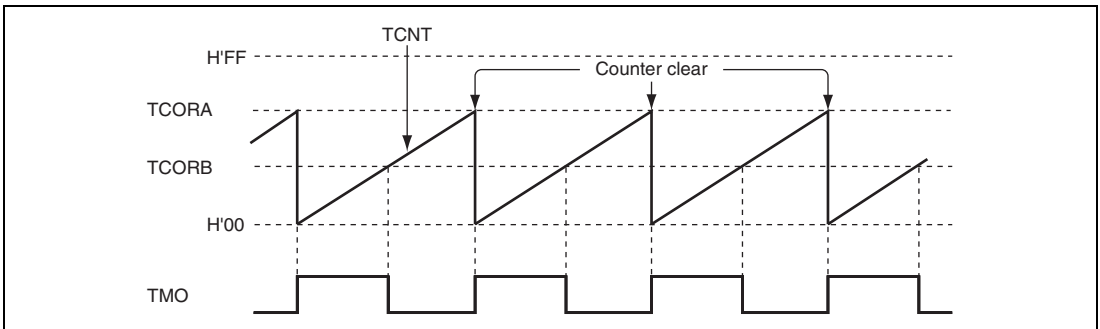 TCNT
H'FF
Counter clear
TCORA
TCORB
H'00
TMO